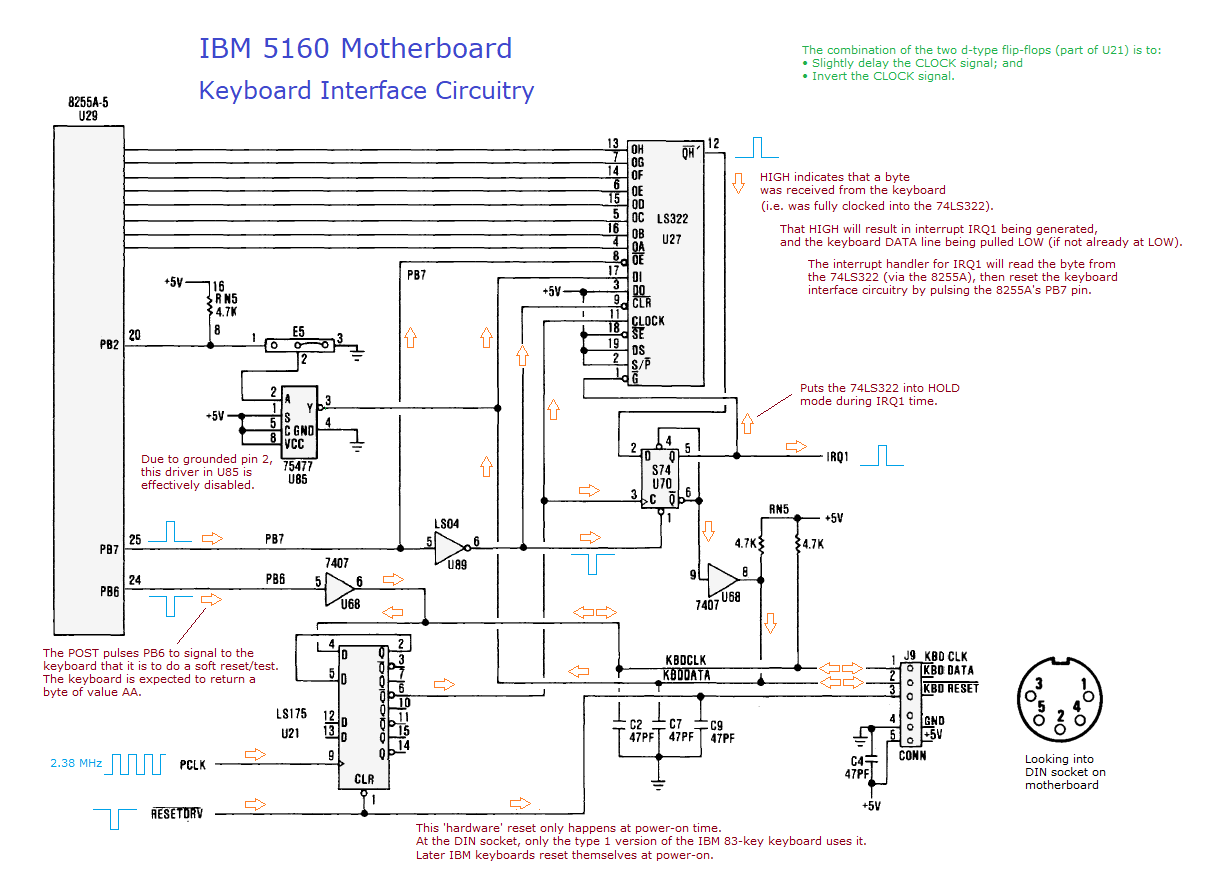 IBM 5160 Motherboard
Keyboard Interface Circuitry
The combination of the two d-type flip-flops (part of U21) is to:
• Slightly delay the CLOCK signal; and
• Invert the CLOCK signal.
8255A-5
U29
13 OH
7 OG
14 OF
6 OE
15 OD
5 OC
16 OB
4 OA
8 OE
17 DI
3 DO
9 CLR
11 CLOCK
18 SE
19 DS
2 S/P
1 G
QH' 12
LS322
U27
HIGH indicates that a byte
was received from the keyboard
(i.e. was fully clocked into the 74LS322).
That HIGH will result in interrupt IRQ1 being generated,
and the keyboard DATA line being pulled LOW (if not already at LOW).
The interrupt handler for IRQ1 will read the byte from
the 74LS322 (via the 8255A), then reset the keyboard
interface circuitry by pulsing the 8255A's PB7 pin.
PB7
+5V
+5V
16
RN5
4.7K
8
PB2 20
1 E5 3
2
2 A
1 S
5 C GND 4
8 VCC
Y 3
+5V
75477
U85
Due to grounded pin 2,
this driver in U85 is
effectively disabled.
Puts the 74LS322 into HOLD
mode during IRQ1 time.
2 D Q 5
4
S74
U70
3 C Q 6
1
IRQ1
RN5
+5V
4.7K
4.7K
PB7 25
PB7
LS04
5 6
U89
PB6 24
PB6
7407
5 6
U68
9 8
7407 U68
The POST pulses PB6 to signal to the
keyboard that it is to do a soft reset/test.
The keyboard is expected to return a
byte of value AA.
4 D Q 2
Q 3
5 D Q 7
Q 6
Q 10
12 D Q 11
13 D Q 15
Q 14
LS175
U21
9
CLR
1
KBDCLK
KBDDATA
C2
47PF
C7
47PF
C9
47PF
J9
1 KBD CLK
2 KBD DATA
3 KBD RESET
4 GND
5 +5V
CONN
C4
47PF
+5V
3 1
5 4
2
Looking into
DIN socket on
motherboard
2.38 MHz
PCLK
RESETDRV
This 'hardware' reset only happens at power-on time.
At the DIN socket, only the type 1 version of the IBM 83-key keyboard uses it.
Later IBM keyboards reset themselves at power-on.